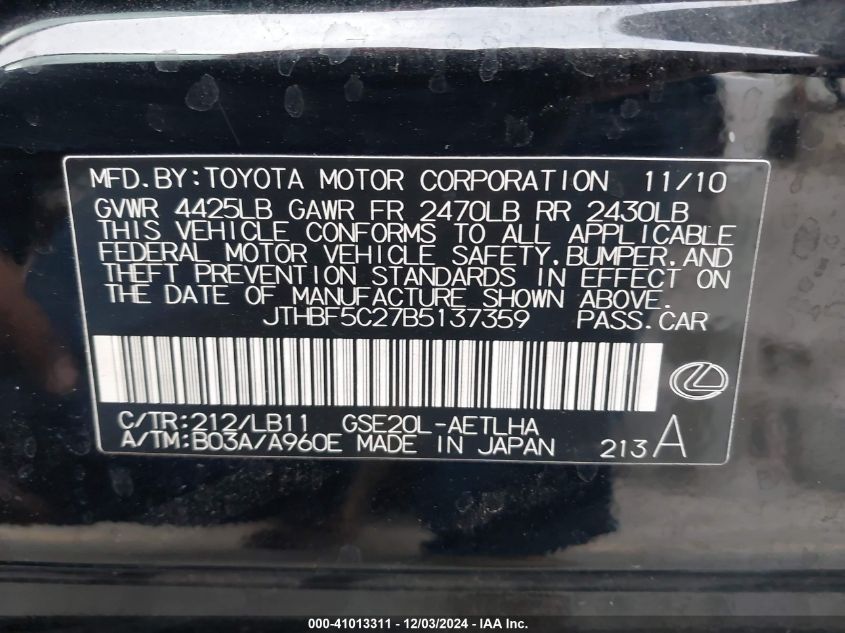 MFD.BY:TOYOTA MOTOR CORPORATION 11/10
GVWR 4425LB GAWR FR 2470LB RR 2430LB
THIS VEHICLE CONFORMS TO ALL APPLICABLE
FEDERAL MOTOR VEHICLE SAFETY,BUMPER,AND
THEFT PREVENTION STANDARDS IN EFFECT ON
THE DATE OF MANUFACTURE SHOWN ABOVE.
JTHBF5C27B5137359 PASS.CAR
C/TR:212/LB11 GSE20L-AETLHA
A/TM:B03A/A960E MADE IN JAPAN 213A
000-41013311 - 12/03/2024 - IAA Inc.